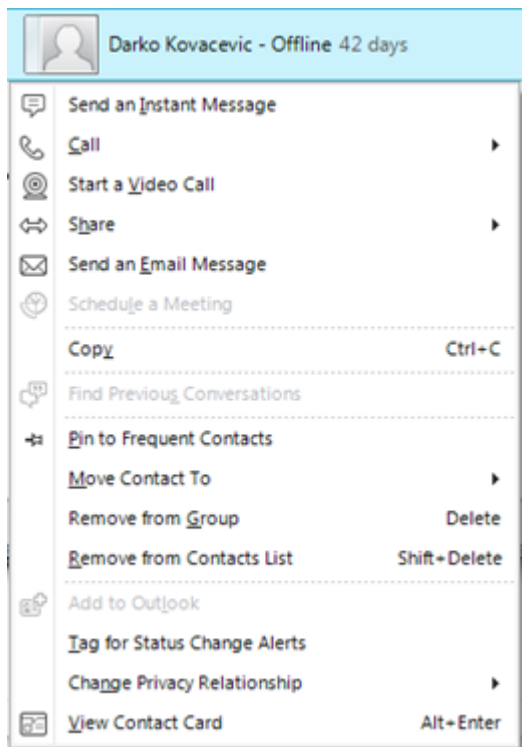 Darko Kovacevic - Offline 42 days
Send an Instant Message
Call
Start a Video Call
Share
Send an Email Message
Schedule a Meeting
Copy Ctrl+C
Find Previous Conversations
Pin to Frequent Contacts
Move Contact To
Remove from Group Delete
Remove from Contacts List Shift+Delete
Add to Outlook
Tag for Status Change Alerts
Change Privacy Relationship
View Contact Card Alt+Enter